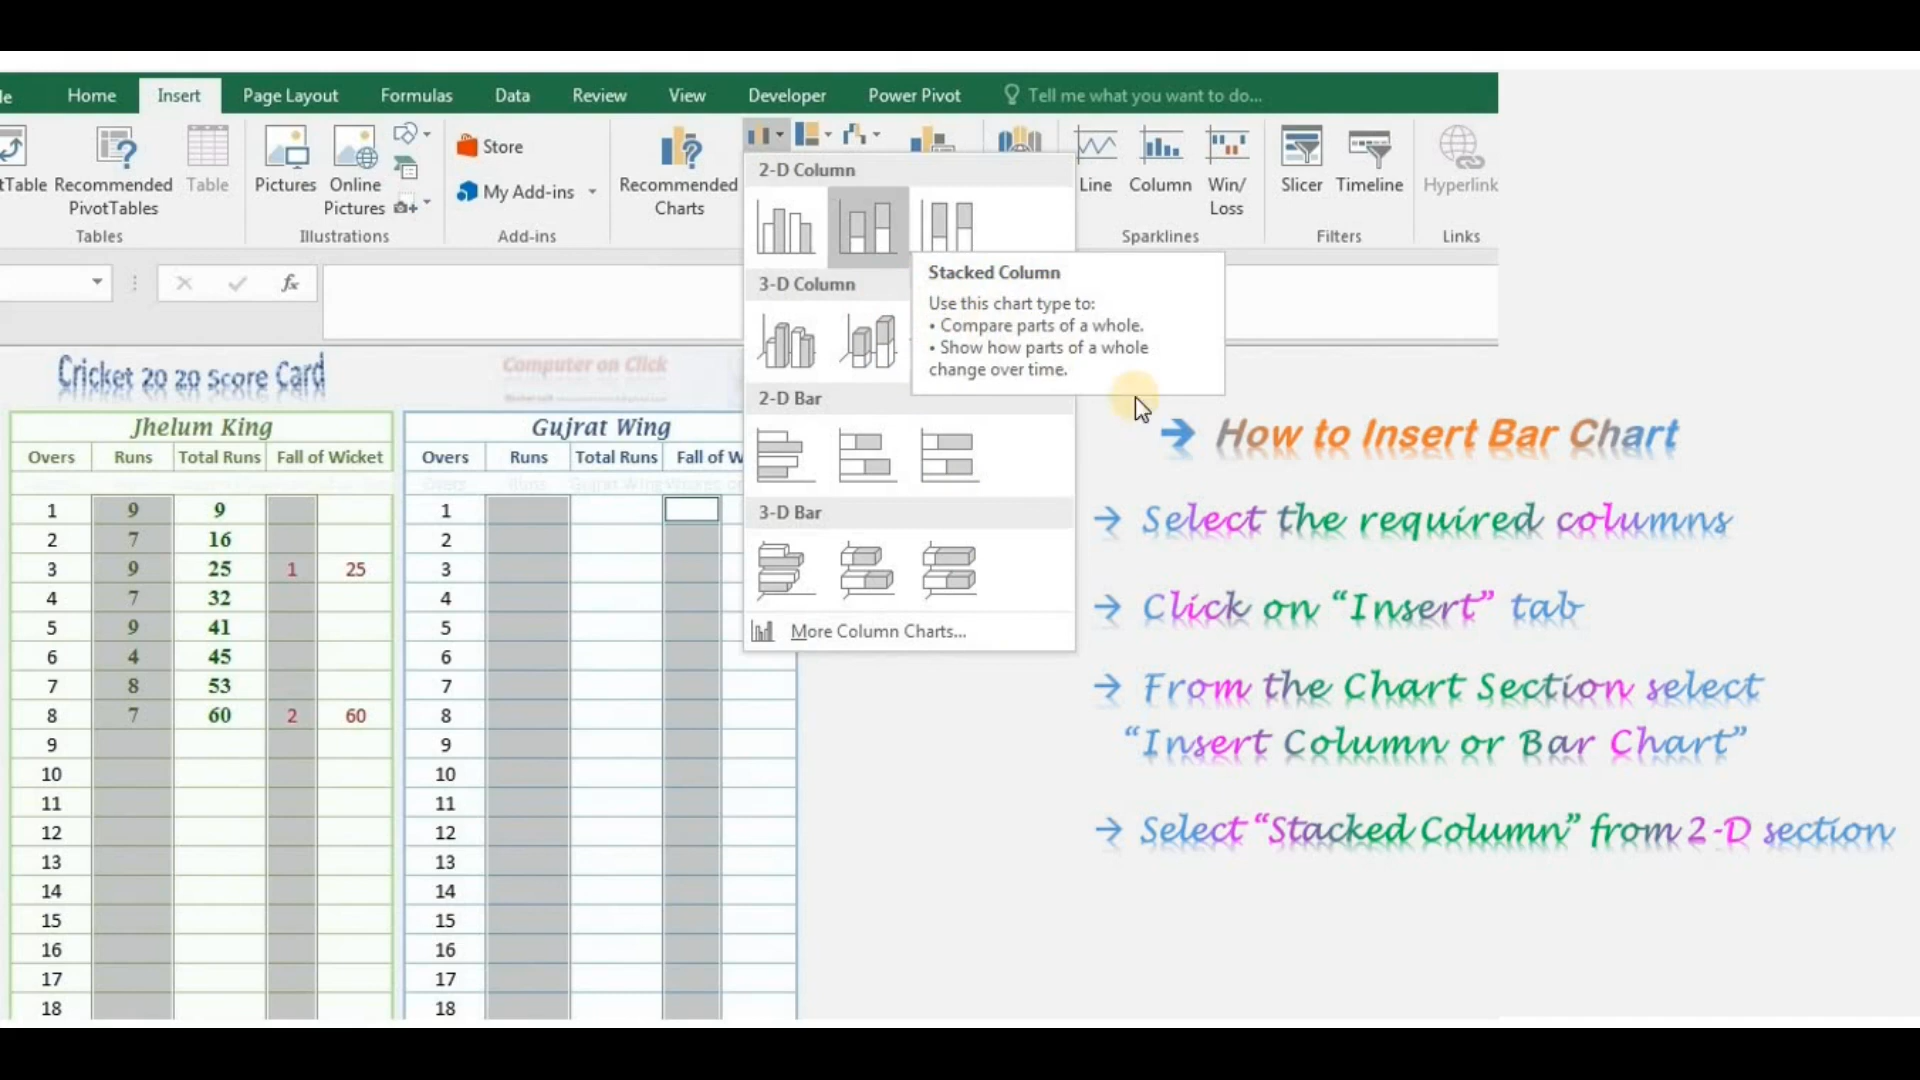 le Home Insert Page Layout Formulas Data Review View Developer Power Pivot Tell me what you want to do...
tTable Recommended PivotTables Table Pictures Online Pictures Store My Add-ins Recommended Charts Line Column Win/ Loss Slicer Timeline Hyperlink
Tables Illustrations Add-ins Sparklines Filters Links
fx
2-D Column
Stacked Column
Use this chart type to:
• Compare parts of a whole.
• Show how parts of a whole
change over time.
3-D Column
2-D Bar
3-D Bar
More Column Charts...
Cricket 20 20 Score Card
Computer on Click
Jhelum King
Overs Runs Total Runs Fall of Wicket
1 9 9
2 7 16
3 9 25 1 25
4 7 32
5 9 41
6 4 45
7 8 53
8 7 60 2 60
9
10
11
12
13
14
15
16
17
18
Gujrat Wing
Overs Runs Total Runs Fall of W
1
2
3
4
5
6
7
8
9
10
11
12
13
14
15
16
17
18
→ How to Insert Bar Chart
→ Select the required columns
→ Click on “Insert” tab
→ From the Chart Section select
“Insert Column or Bar Chart”
→ Select “Stacked Column” from 2-D section